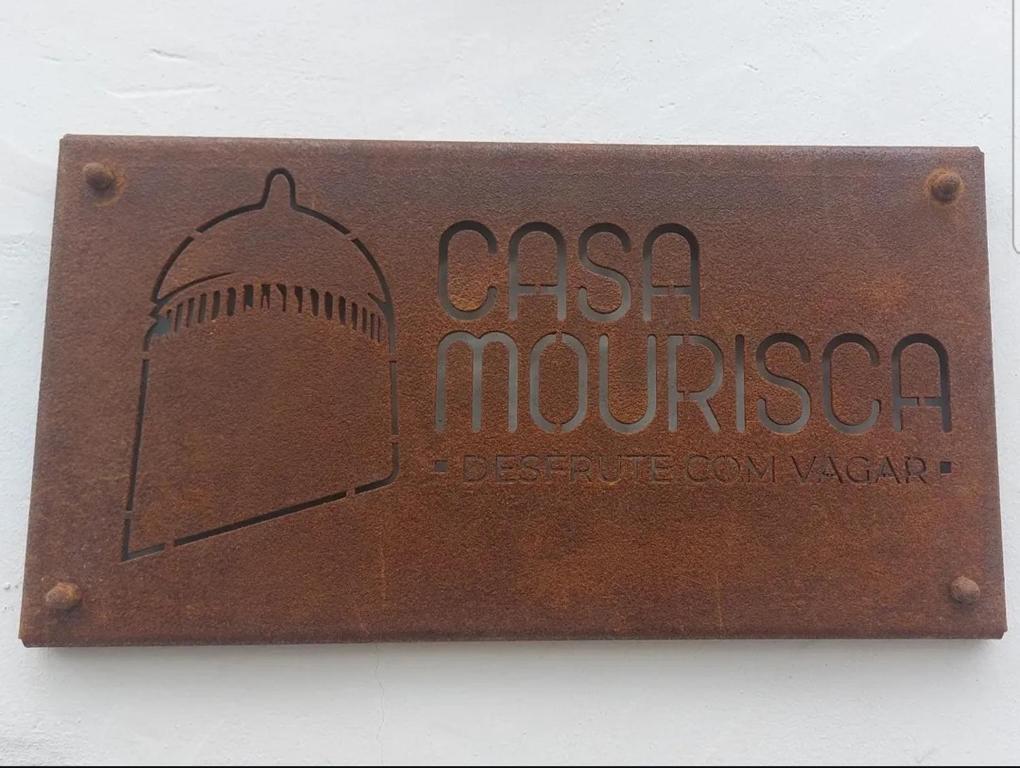 CASA
MOURISCA
▪ DESFRUTE COM VAGAR ▪